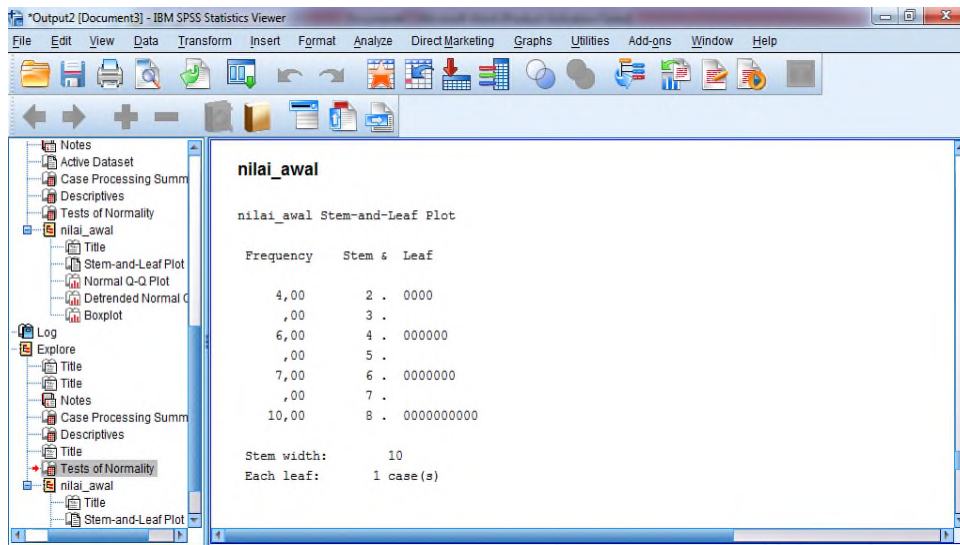 *Output2 [Document3] - IBM SPSS Statistics Viewer
File Edit View Data Transform Insert Format Analyze Direct Marketing Graphs Utilities Add-ons Window Help
Notes
Active Dataset
Case Processing Summ
Descriptives
Tests of Normality
nilai_awal
Title
Stem-and-Leaf Plot
Normal Q-Q Plot
Detrended Normal
Boxplot
Log
Explore
Title
Title
Notes
Case Processing Summ
Descriptives
Title
Tests of Normality
nilai_awal
Title
Stem-and-Leaf Plot
nilai_awal
nilai_awal Stem-and-Leaf Plot
Frequency Stem & Leaf
4,00 2 . 0000
,00 3 .
6,00 4 . 000000
,00 5 .
7,00 6 . 0000000
,00 7 .
10,00 8 . 0000000000
Stem width: 10
Each leaf: 1 case(s)